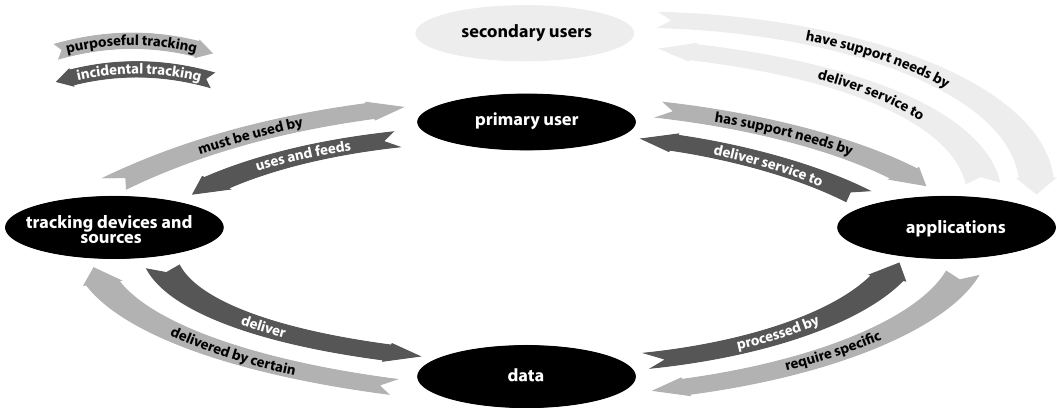 secondary users
have support needs by
deliver service to
purposeful tracking
incidental tracking
primary user
must be used by
uses and feeds
has support needs by
deliver service to
tracking devices and
sources
applications
deliver
delivered by certain
processed by
require specific
data